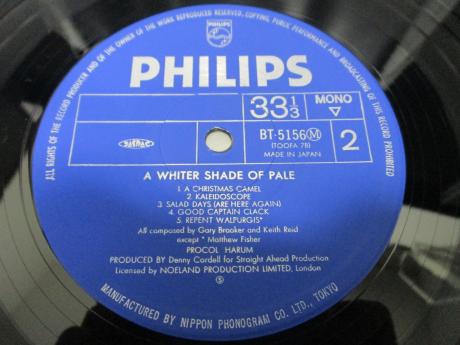 ALL RIGHTS OF THE RECORD PRODUCER AND OF THE OWNER OF THE WORK REPRODUCED RESERVED. COPYING, PUBLIC PERFORMANCE AND BROADCASTING OF THIS RECORD PROHIBITED
PHILIPS
PHILIPS
33 1/3
MONO
▽
BT-5156(M)
(TOOFA 78)
MADE IN JAPAN
2
A WHITER SHADE OF PALE
1. A CHRISTMAS CAMEL
2. KALEIDOSCOPE
3. SALAD DAYS (ARE HERE AGAIN)
4. GOOD CAPTAIN CLACK
5. REPENT WALPURGIS*
All composed by Gary Brooker and Keith Reid
except * Matthew Fisher
PROCOL HARUM
PRODUCED BY Denny Cordell for Straight Ahead Production
Licensed by NOELAND PRODUCTION LIMITED, London
Ⓢ
MANUFACTURED BY NIPPON PHONOGRAM CO. LTD., TOKYO